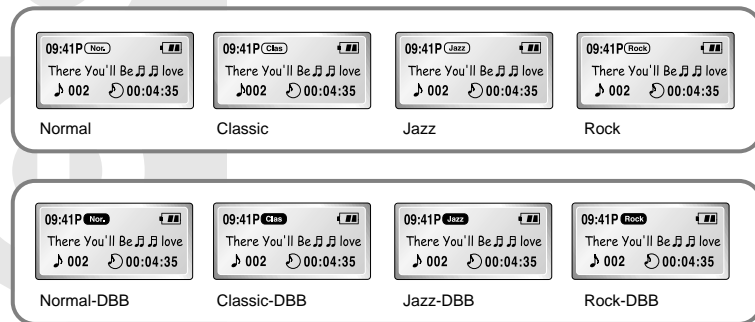 09:41P Nor. 09:41P Clas 09:41P Jazz 09:41P Rock
There You'll Be♬♬love There You'll Be♬♬love There You'll Be♬♬love There You'll Be♬♬love
♪ 002 00:04:35 ♪002 00:04:35 ♪ 002 00:04:35 ♪ 002 00:04:35
Normal Classic Jazz Rock
09:41P Nor. 09:41P Clas 09:41P Jazz 09:41P Rock
There You'll Be♬♬love There You'll Be♬♬love There You'll Be♬♬love There You'll Be♬♬love
♪ 002 00:04:35 ♪ 002 00:04:35 ♪ 002 00:04:35 ♪ 002 00:04:35
Normal-DBB Classic-DBB Jazz-DBB Rock-DBB